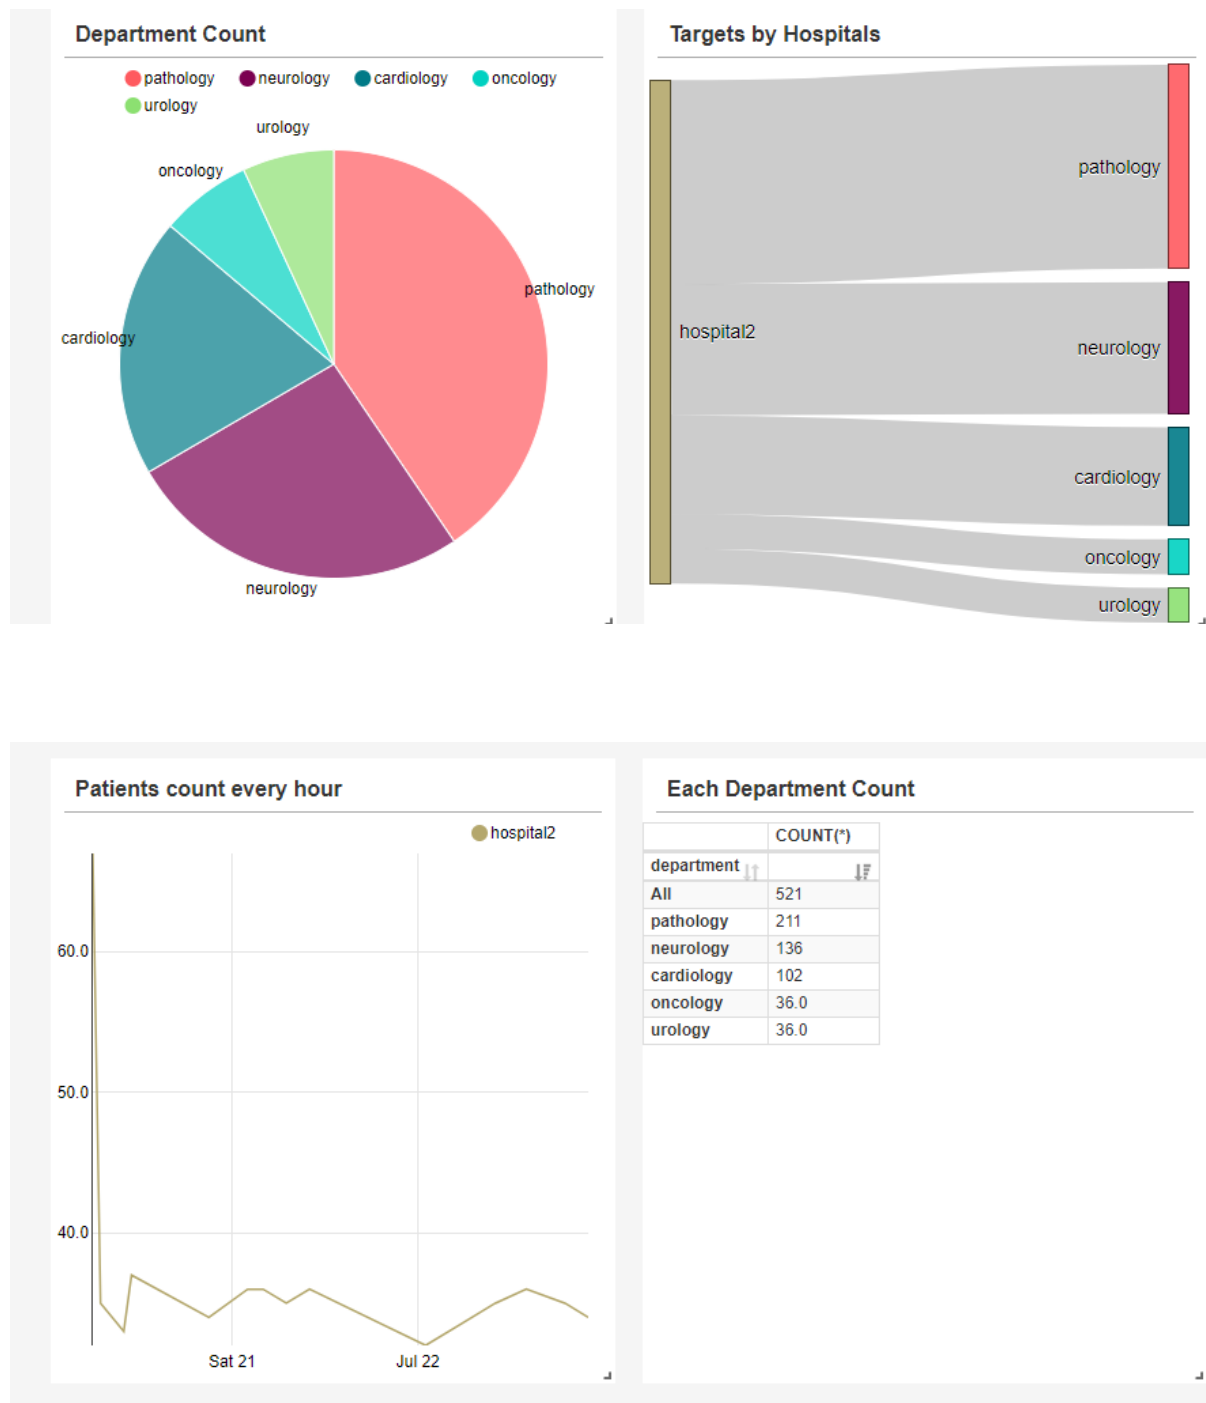 Department Count
pathology neurology cardiology oncology
urology
urology
oncology
pathology
cardiology
neurology
Targets by Hospitals
pathology
hospital2
neurology
cardiology
oncology
urology
Patients count every hour
hospital2
60.0
50.0
40.0
Sat 21 Jul 22
Each Department Count
COUNT(*)
department
All 521
pathology 211
neurology 136
cardiology 102
oncology 36.0
urology 36.0